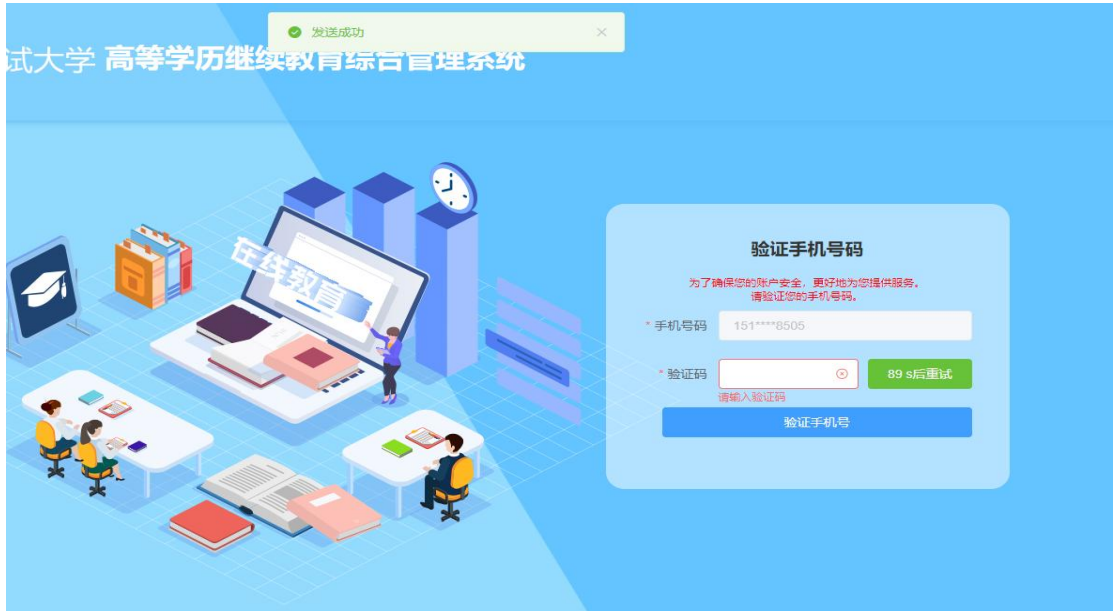 发送成功
试大学 高等学历继续教育综合管理系统
在线教育
验证手机号码
为了确保您的账户安全，更好地为您提供服务，
请验证您的手机号码。
* 手机号码 151****8505
* 验证码 89 s后重试
请输入验证码
验证手机号